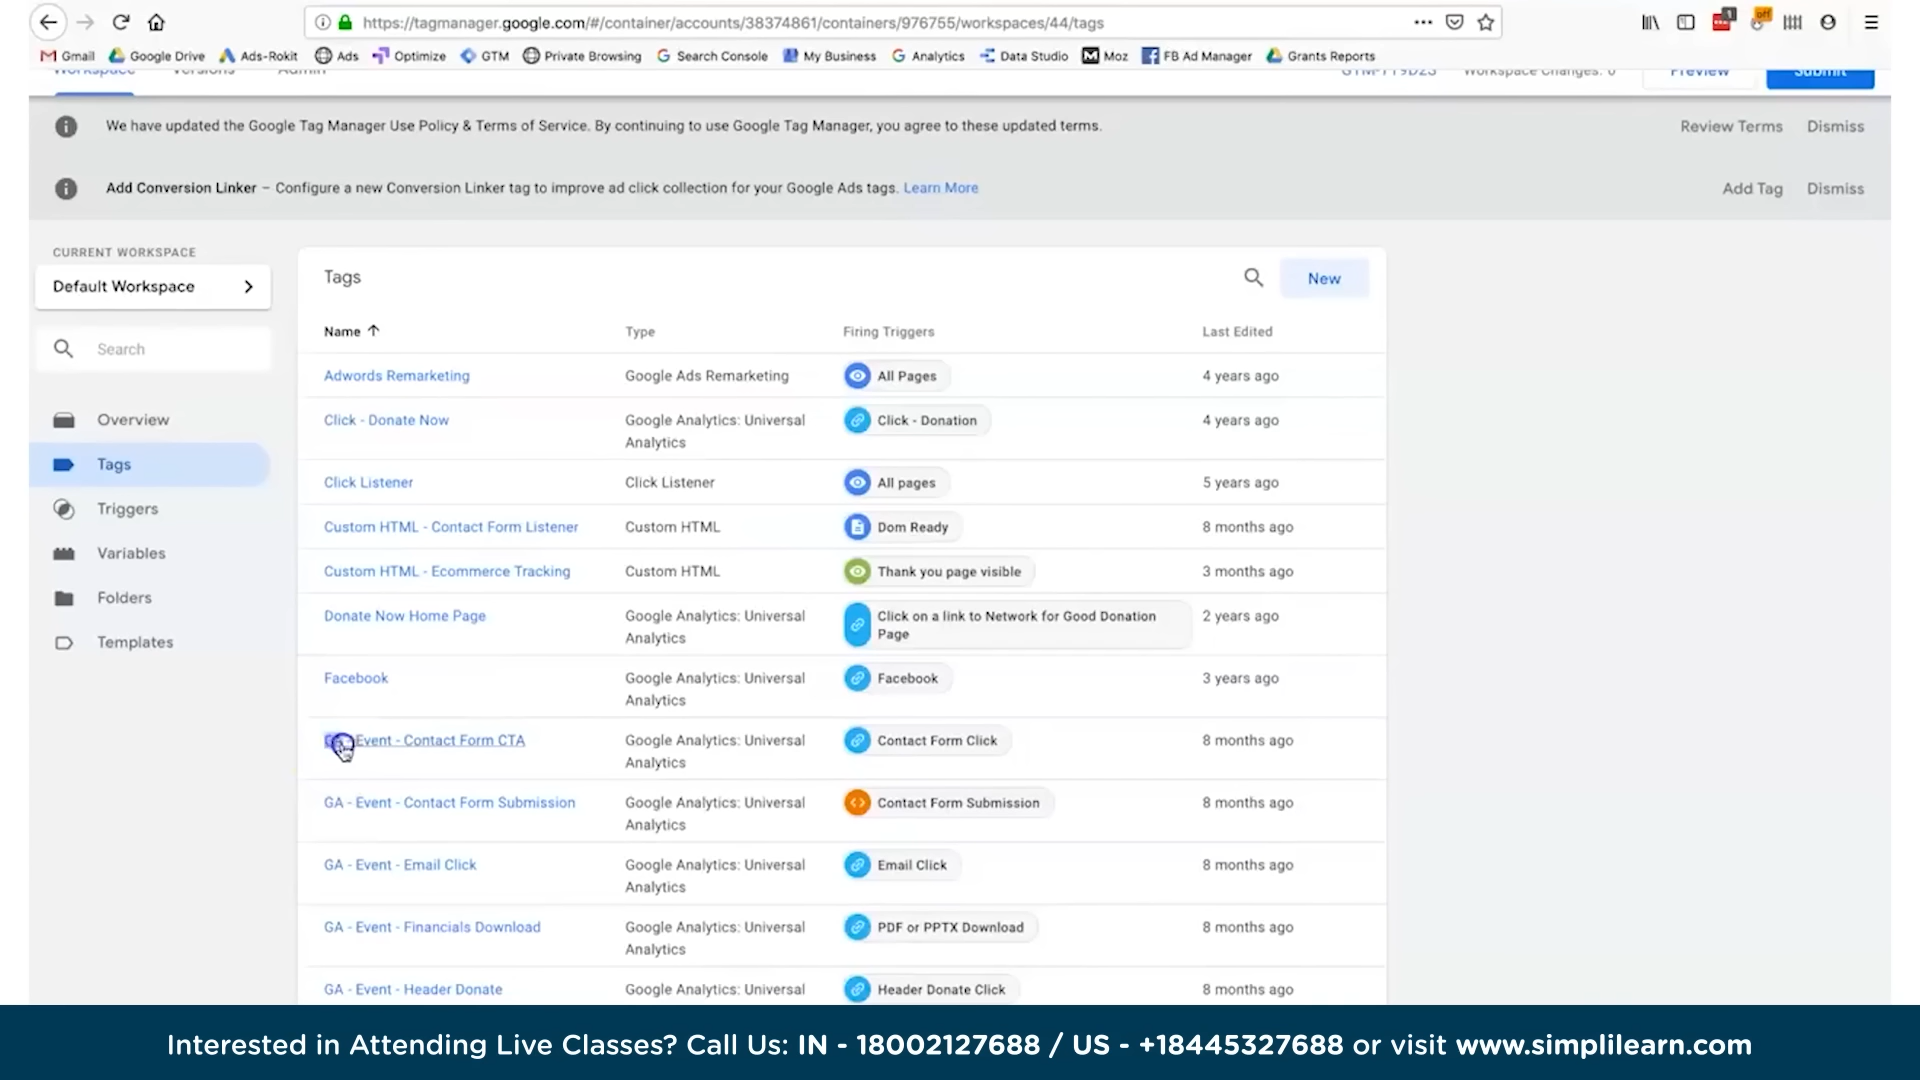 https://tagmanager.google.com/#/container/accounts/38374861/containers/976755/workspaces/44/tags
1
off
Gmail Google Drive Ads-Rokit Ads Optimize GTM Private Browsing Search Console My Business Analytics Data Studio Moz FB Ad Manager Grants Reports
Workspace Versions Admin Workspace Changes: 0 Preview Submit
We have updated the Google Tag Manager Use Policy & Terms of Service. By continuing to use Google Tag Manager, you agree to these updated terms. Review Terms Dismiss
Add Conversion Linker – Configure a new Conversion Linker tag to improve ad click collection for your Google Ads tags. Learn More Add Tag Dismiss
CURRENT WORKSPACE
Default Workspace
Search
Overview
Tags
Triggers
Variables
Folders
Templates
Tags New
Name Type Firing Triggers Last Edited
Adwords Remarketing Google Ads Remarketing All Pages 4 years ago
Click - Donate Now Google Analytics: Universal Click - Donation 4 years ago
Analytics
Click Listener Click Listener All pages 5 years ago
Custom HTML - Contact Form Listener Custom HTML Dom Ready 8 months ago
Custom HTML - Ecommerce Tracking Custom HTML Thank you page visible 3 months ago
Donate Now Home Page Google Analytics: Universal Click on a link to Network for Good Donation 2 years ago
Analytics Page
Facebook Google Analytics: Universal Facebook 3 years ago
Analytics
Event - Contact Form CTA Google Analytics: Universal Contact Form Click 8 months ago
Analytics
GA - Event - Contact Form Submission Google Analytics: Universal Contact Form Submission 8 months ago
Analytics
GA - Event - Email Click Google Analytics: Universal Email Click 8 months ago
Analytics
GA - Event - Financials Download Google Analytics: Universal PDF or PPTX Download 8 months ago
Analytics
GA - Event - Header Donate Google Analytics: Universal Header Donate Click 8 months ago
Interested in Attending Live Classes? Call Us: IN - 18002127688 / US - +18445327688 or visit www.simplilearn.com